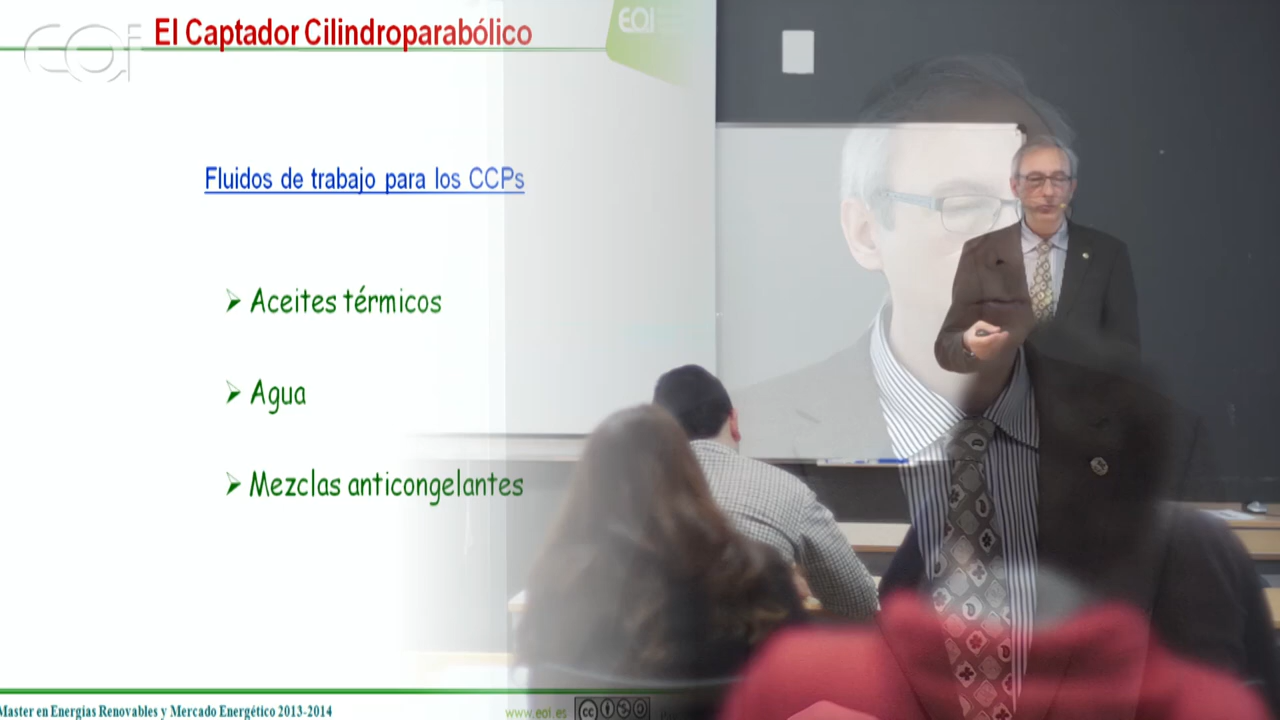 El Captador Cilindroparabólico
eoi
eoi
Fluidos de trabajo para los CCPs
➢ Aceites térmicos
➢ Agua
➢ Mezclas anticongelantes
Master en Energías Renovables y Mercado Energético 2013-2014
www.eoi.es
cc